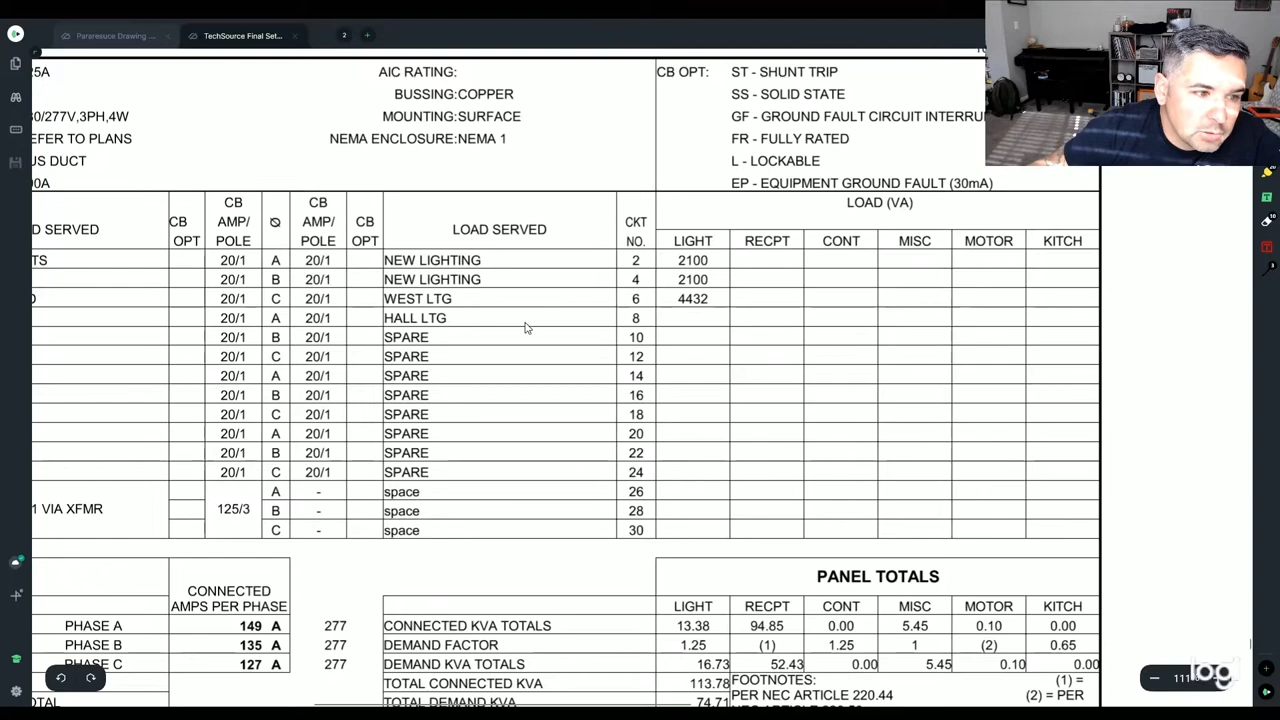 Pararesuce Drawing ...
TechSource Final Set...
2
25A
AIC RATING:
CB OPT:
ST - SHUNT TRIP
BUSSING:COPPER
SS - SOLID STATE
80/277V,3PH,4W
MOUNTING:SURFACE
GF - GROUND FAULT CIRCUIT INTERRU
EFER TO PLANS
NEMA ENCLOSURE:NEMA 1
FR - FULLY RATED
US DUCT
L - LOCKABLE
00A
EP - EQUIPMENT GROUND FAULT (30mA)
D SERVED
CB OPT
CB AMP/ POLE
Ø
CB AMP/ POLE
CB OPT
LOAD SERVED
CKT NO.
LOAD (VA)
LIGHT RECPT CONT MISC MOTOR KITCH
TS 20/1 A 20/1 NEW LIGHTING 2 2100
20/1 B 20/1 NEW LIGHTING 4 2100
D 20/1 C 20/1 WEST LTG 6 4432
20/1 A 20/1 HALL LTG 8
20/1 B 20/1 SPARE 10
20/1 C 20/1 SPARE 12
20/1 A 20/1 SPARE 14
20/1 B 20/1 SPARE 16
20/1 C 20/1 SPARE 18
20/1 A 20/1 SPARE 20
20/1 B 20/1 SPARE 22
20/1 C 20/1 SPARE 24
A - space 26
1 VIA XFMR 125/3 B - space 28
C - space 30
CONNECTED
AMPS PER PHASE
PANEL TOTALS
LIGHT RECPT CONT MISC MOTOR KITCH
PHASE A 149 A 277 CONNECTED KVA TOTALS 13.38 94.85 0.00 5.45 0.10 0.00
PHASE B 135 A 277 DEMAND FACTOR 1.25 (1) 1.25 1 (2) 0.65
PHASE C 127 A 277 DEMAND KVA TOTALS 16.73 52.43 0.00 5.45 0.10 0.00
TOTAL CONNECTED KVA 113.78 FOOTNOTES: (1) =
PER NEC ARTICLE 220.44 (2) = PER
OTAL TOTAL DEMAND KVA 74.71
111%
logi